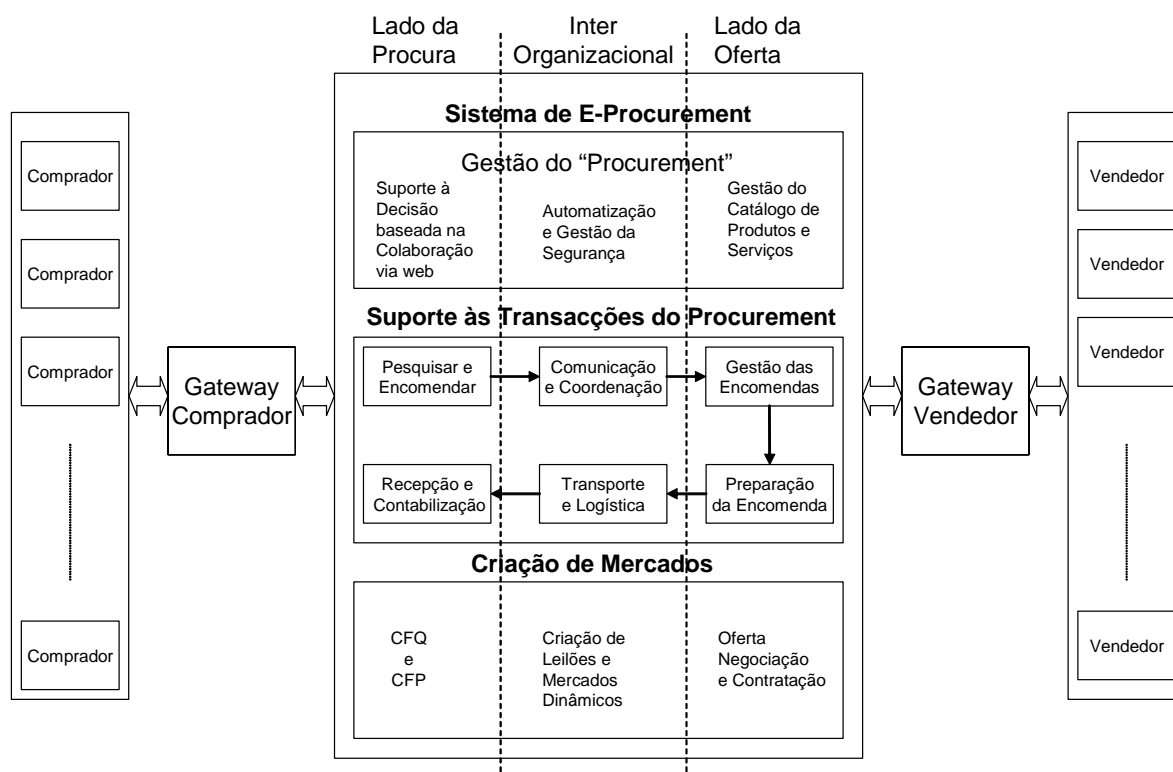 Lado da
Procura
Inter
Organizacional
Lado da
Oferta
Sistema de E-Procurement
Gestão do “Procurement”
Suporte à
Decisão
baseada na
Colaboração
via web
Automatização
e Gestão da
Segurança
Gestão do
Catálogo de
Produtos e
Serviços
Suporte às Transacções do Procurement
Pesquisar e
Encomendar
Comunicação
e Coordenação
Gestão das
Encomendas
Recepção e
Contabilização
Transporte
e Logística
Preparação
da Encomenda
Criação de Mercados
CFQ
e
CFP
Criação de
Leilões e
Mercados
Dinâmicos
Oferta
Negociação
e Contratação
Comprador
Comprador
Comprador
Comprador
Gateway
Comprador
Gateway
Vendedor
Vendedor
Vendedor
Vendedor
Vendedor